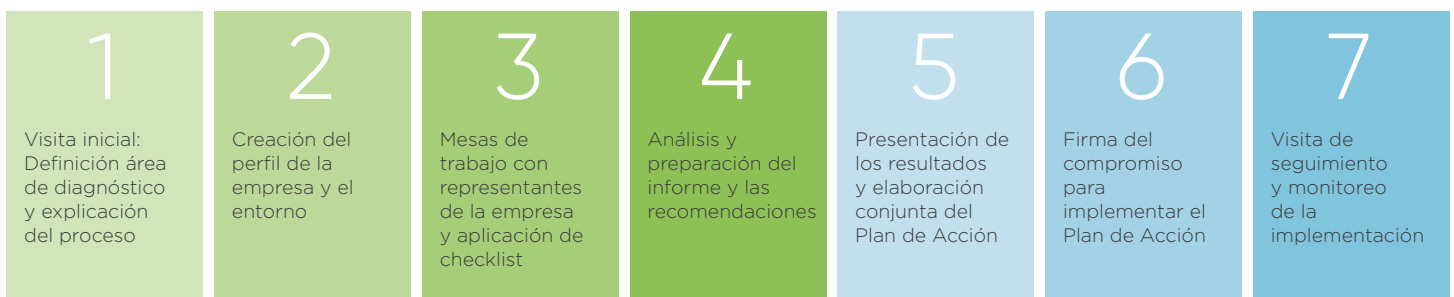 1
Visita inicial:
Definición área
de diagnóstico
y explicación
del proceso
2
Creación del
perfil de la
empresa y el
entorno
3
Mesas de
trabajo con
representantes
de la empresa
y aplicación de
checklist
4
Análisis y
preparación del
informe y las
recomendaciones
5
Presentación de
los resultados
y elaboración
conjunta del
Plan de Acción
6
Firma del
compromiso
para
implementar el
Plan de Acción
7
Visita de
seguimiento
y monitoreo
de la
implementación